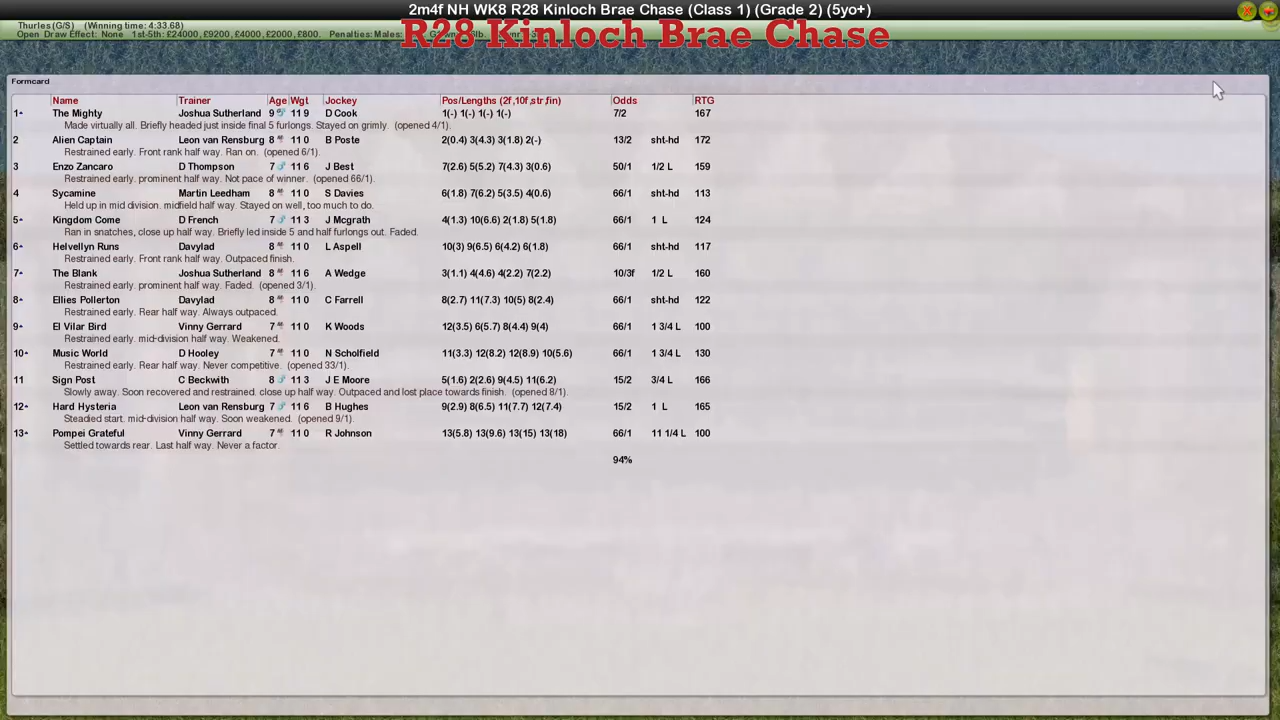 2m4f NH WK8 R28 Kinloch Brae Chase (Class 1) (Grade 2) (5yo+)
Thurles (G/S) (Winning time: 4:33.68)
R28 Kinloch Brae Chase
Open Draw Effect: None 1st-5th: £24000, £9200, £4000, £2000, £800. Penalties: Males:
Formcard
Name Trainer Age Wgt Jockey Pos/Lengths (2f,10f,str,fin) Odds RTG
1 The Mighty Joshua Sutherland 9 11 9 D Cook 1(-) 1(-) 1(-) 1(-) 7/2 167
Made virtually all. Briefly headed just inside final 5 furlongs. Stayed on grimly. (opened 4/1).
2 Alien Captain Leon van Rensburg 8 11 0 B Poste 2(0.4) 3(4.3) 3(1.8) 2(-) 13/2 sht-hd 172
Restrained early. Front rank half way. Ran on. (opened 6/1).
3 Enzo Zancaro D Thompson 7 11 6 J Best 7(2.6) 5(5.2) 7(4.3) 3(0.6) 50/1 1/2 L 159
Restrained early. prominent half way. Not pace of winner. (opened 66/1).
4 Sycamine Martin Leedham 8 11 0 S Davies 6(1.8) 7(6.2) 5(3.5) 4(0.6) 66/1 sht-hd 113
Held up in mid division. midfield half way. Stayed on well, too much to do.
5 Kingdom Come D French 7 11 3 J Mcgrath 4(1.3) 10(6.6) 2(1.8) 5(1.8) 66/1 1 L 124
Ran in snatches, close up half way. Briefly led inside 5 and half furlongs out. Faded.
6 Helvellyn Runs Davylad 8 11 0 L Aspell 10(3) 9(6.5) 6(4.2) 6(1.8) 66/1 sht-hd 117
Restrained early. Front rank half way. Outpaced finish.
7 The Blank Joshua Sutherland 8 11 6 A Wedge 3(1.1) 4(4.6) 4(2.2) 7(2.2) 10/3f 1/2 L 160
Restrained early. prominent half way. Faded. (opened 3/1).
8 Ellies Pollerton Davylad 8 11 0 C Farrell 8(2.7) 11(7.3) 10(5) 8(2.4) 66/1 sht-hd 122
Restrained early. Rear half way. Always outpaced.
9 El Vilar Bird Vinny Gerrard 7 11 0 K Woods 12(3.5) 6(5.7) 8(4.4) 9(4) 66/1 1 3/4 L 100
Restrained early. mid-division half way. Weakened.
10 Music World D Hooley 7 11 0 N Scholfield 11(3.3) 12(8.2) 12(8.9) 10(5.6) 66/1 1 3/4 L 130
Restrained early. Rear half way. Never competitive. (opened 33/1).
11 Sign Post C Beckwith 8 11 3 J E Moore 5(1.6) 2(2.6) 9(4.5) 11(6.2) 15/2 3/4 L 166
Slowly away. Soon recovered and restrained. close up half way. Outpaced and lost place towards finish. (opened 8/1).
12 Hard Hysteria Leon van Rensburg 7 11 6 B Hughes 9(2.9) 8(6.5) 11(7.7) 12(7.4) 15/2 1 L 165
Steadied start. mid-division half way. Soon weakened. (opened 9/1).
13 Pompei Grateful Vinny Gerrard 7 11 0 R Johnson 13(5.8) 13(9.6) 13(15) 13(18) 66/1 11 1/4 L 100
Settled towards rear. Last half way. Never a factor.
94%